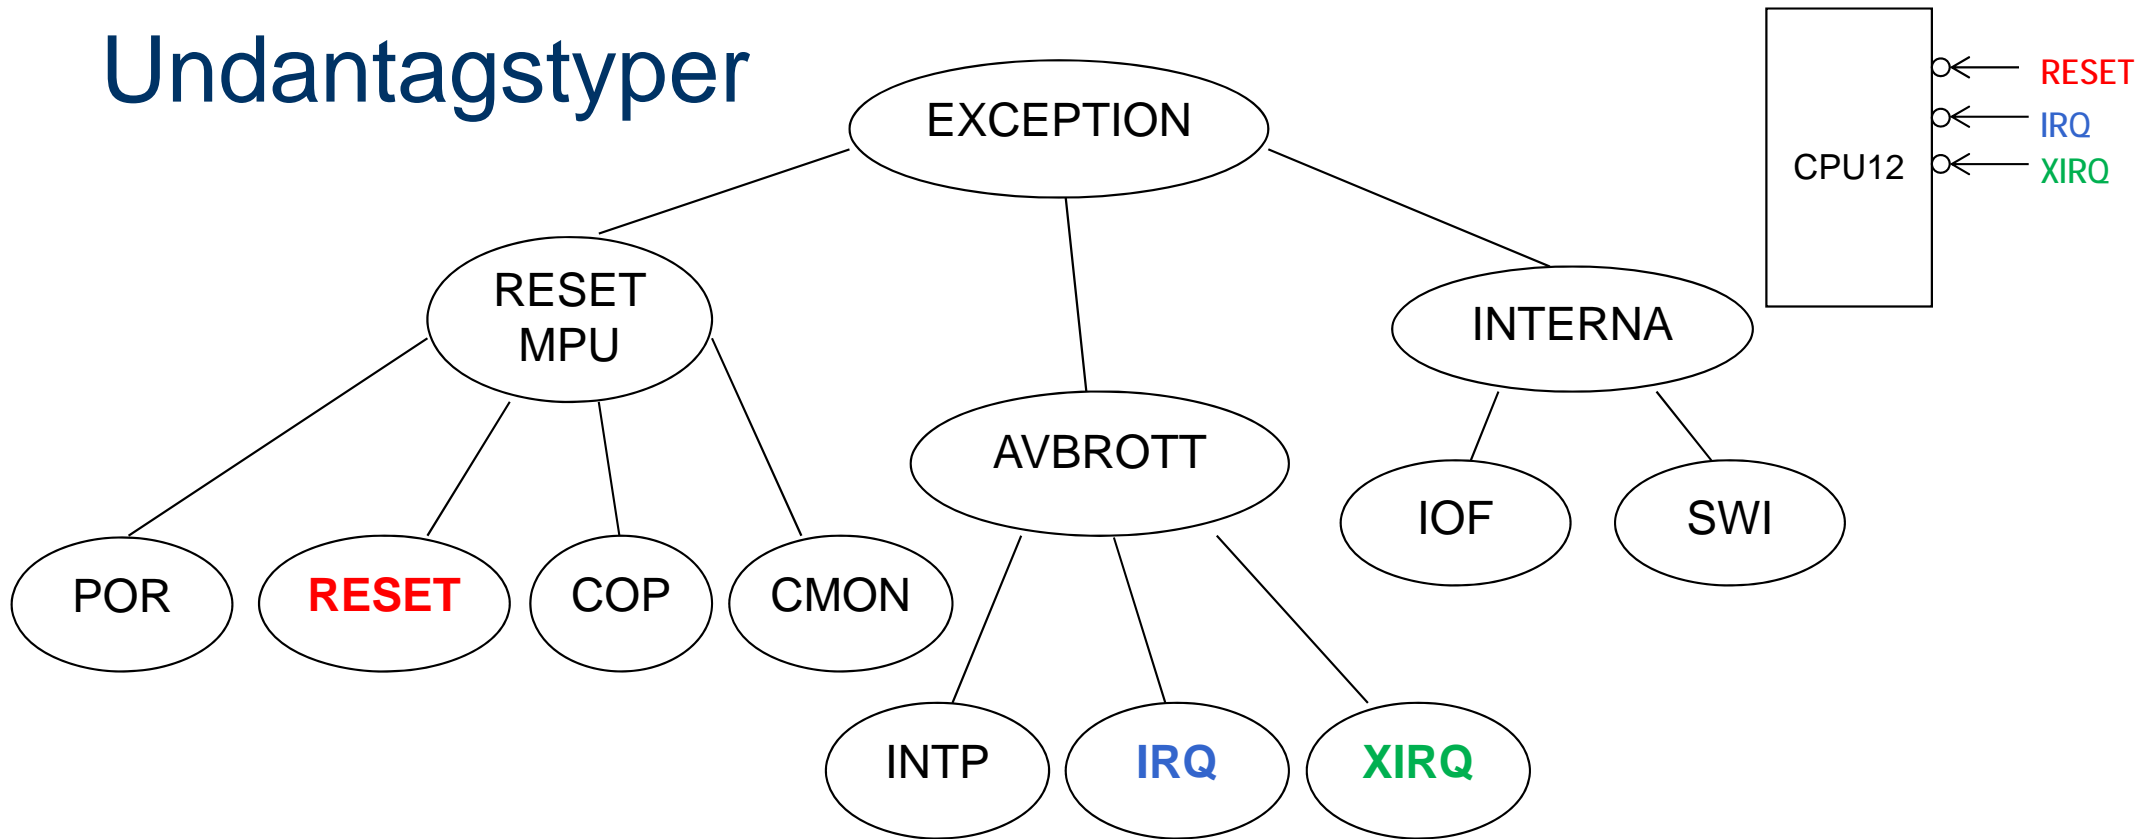 Undantagstyper
EXCEPTION
RESET
IRQ
CPU12
XIRQ
RESET
MPU
INTERNA
AVBROTT
IOF
SWI
POR
RESET
COP
CMON
INTP
IRQ
XIRQ